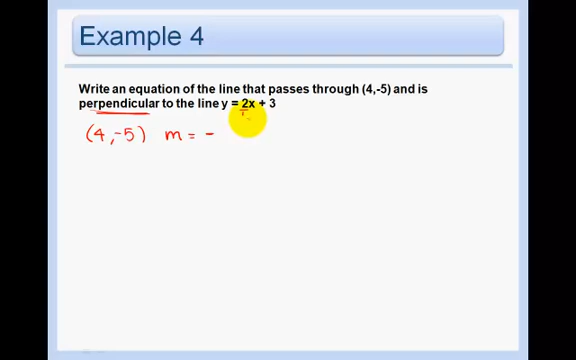 Example 4
Write an equation of the line that passes through (4,-5) and is
perpendicular to the line y = 2x + 3
(4,-5) m = -